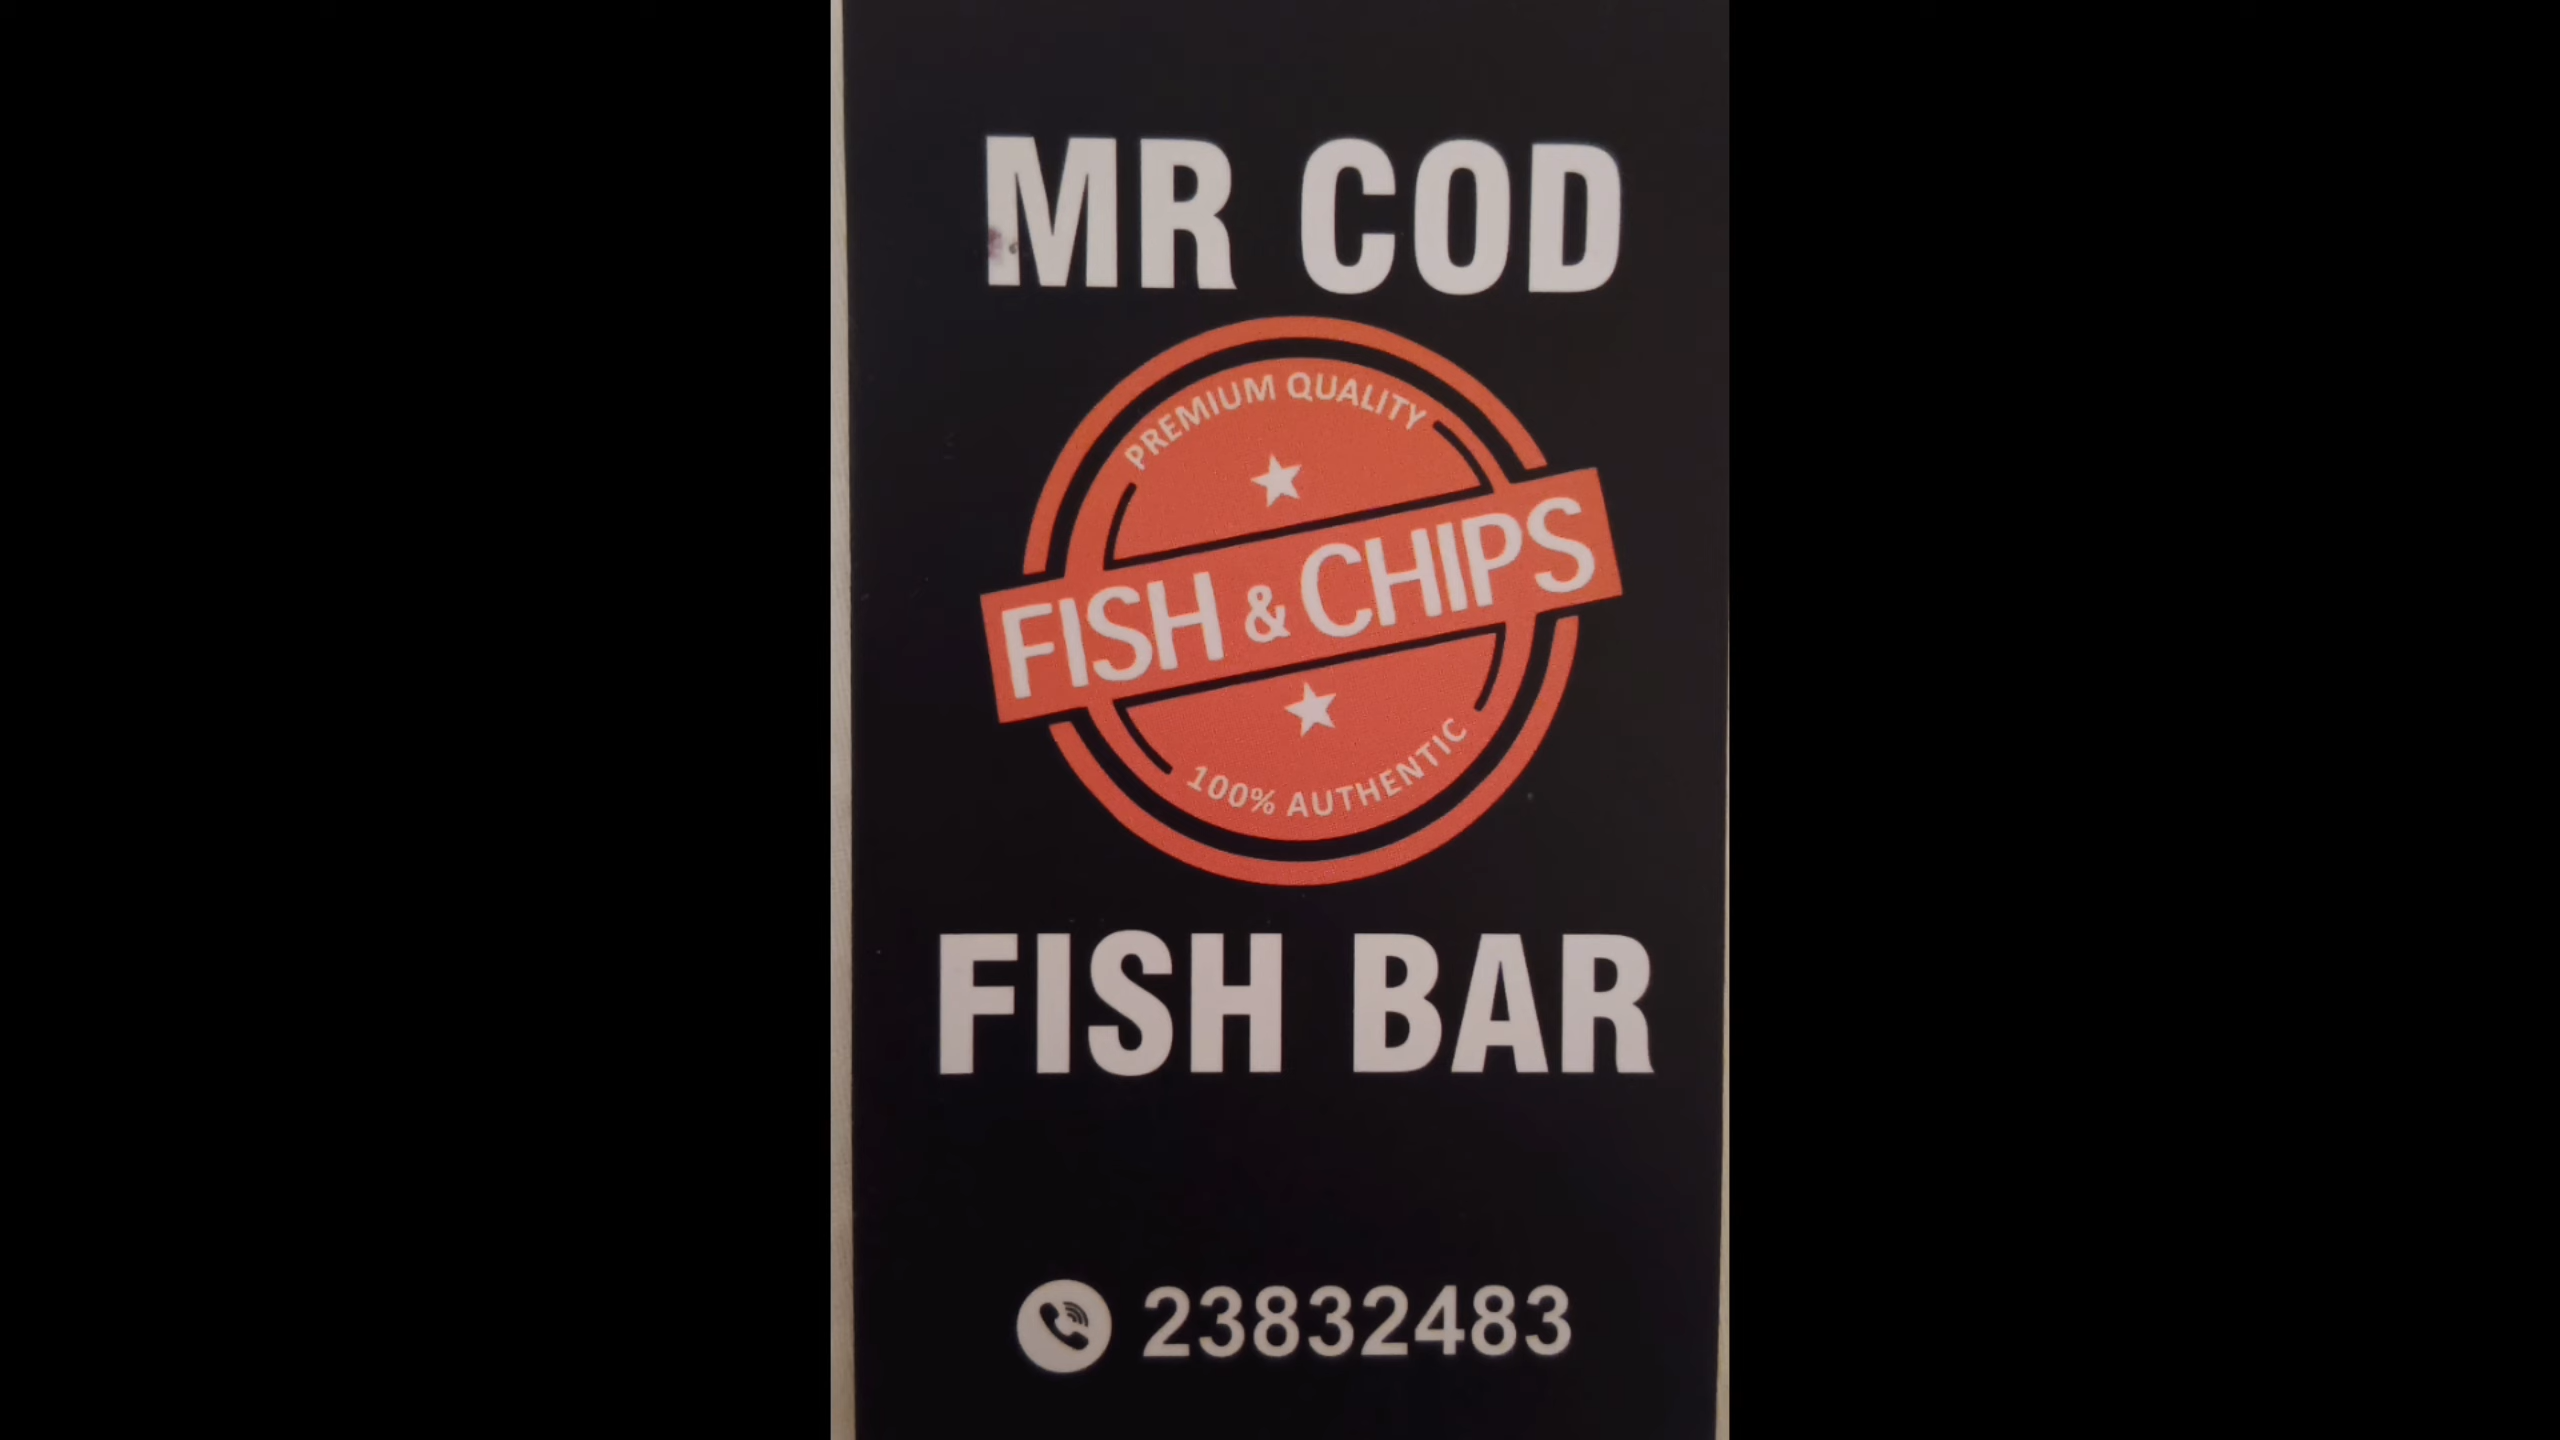 MR COD
PREMIUM QUALITY
FISH & CHIPS
100% AUTHENTIC
FISH BAR
23832483